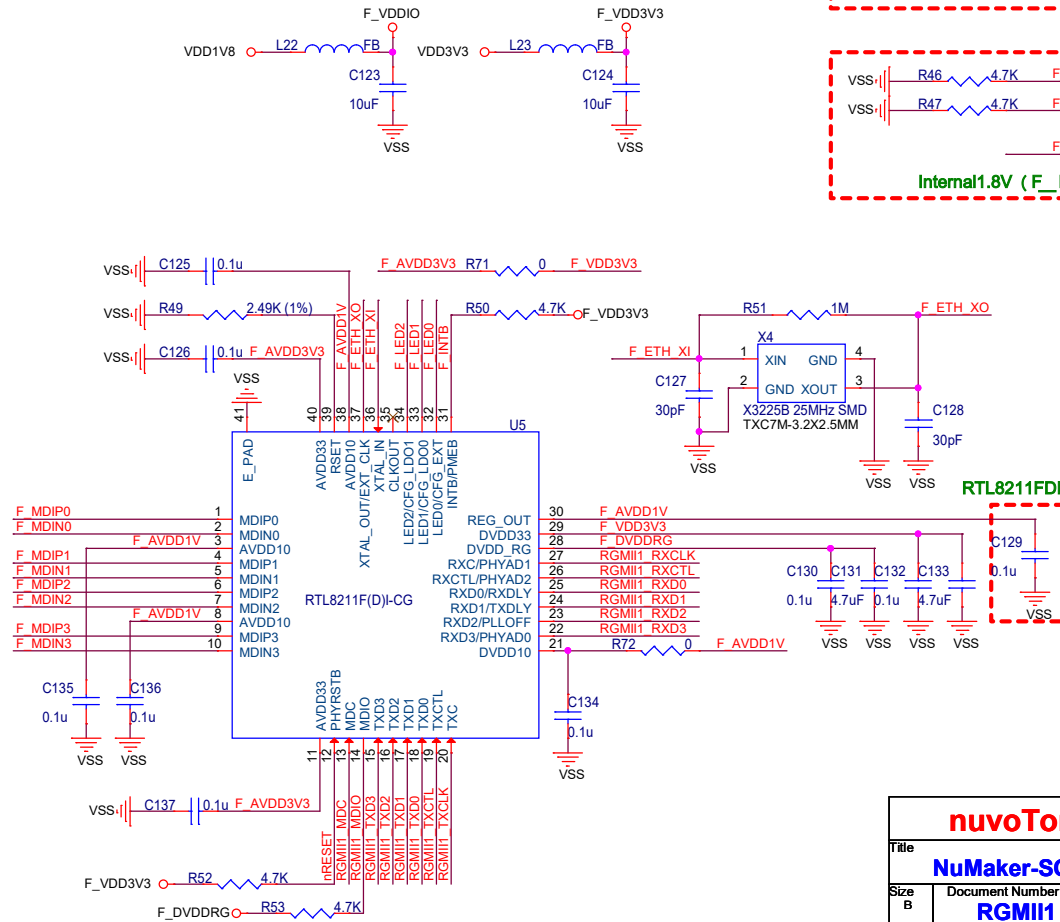 F_VDDIO
F_VDD3V3
VDD1V8
L22
FB
VDD3V3
L23
FB
C123
10uF
C124
10uF
VSS
VSS
VSS
R46
4.7K
F
VSS
R47
4.7K
F
F
Internal1.8V ( F_
VSS
C125
0.1u
F_AVDD3V3
R71
0
F_VDD3V3
VSS
R49
2.49K (1%)
R50
4.7K
F_VDD3V3
VSS
C126
0.1u
F_AVDD3V3
VSS
F_AVDD1V
F_ETH_XO
F_ETH_XI
F_LED2
F_LED1
F_LED0
F_INTB
41
40
39
38
37
36
35
34
33
32
31
U5
E_PAD
AVDD33
RSET
AVDD10
XTAL_OUT/EXT_CLK
XTAL_IN
CLKOUT
LED2/CFG_LDO1
LED1/CFG_LDO0
LED0/CFG_EXT
INTB/PMEB
R51
1M
F_ETH_XO
F_ETH_XI
X4
1
XIN
GND
4
2
GND
XOUT
3
C127
30pF
X3225B 25MHz SMD
TXC7M-3.2X2.5MM
C128
30pF
VSS
VSS
VSS
F_MDIP0
1
MDIP0
F_MDIN0
2
MDIN0
F_AVDD1V
3
AVDD10
F_MDIP1
4
MDIP1
F_MDIN1
5
MDIN1
F_MDIP2
6
MDIP2
F_MDIN2
7
MDIN2
F_AVDD1V
8
AVDD10
F_MDIP3
9
MDIP3
F_MDIN3
10
MDIN3
RTL8211F(D)I-CG
REG_OUT
30
F_AVDD1V
DVDD33
29
F_VDD3V3
DVDD_RG
28
F_DVDDRG
RXC/PHYAD1
27
RGMII1_RXCLK
RXCTL/PHYAD2
26
RGMII1_RXCTL
RXD0/RXDLY
25
RGMII1_RXD0
RXD1/TXDLY
24
RGMII1_RXD1
RXD2/PLLOFF
23
RGMII1_RXD2
RXD3/PHYAD0
22
RGMII1_RXD3
DVDD10
21
R72
0
F_AVDD1V
RTL8211FD
C129
0.1u
VSS
C130
0.1u
C131
4.7uF
C132
0.1u
C133
4.7uF
VSS
VSS
VSS
VSS
C134
0.1u
VSS
C135
0.1u
C136
0.1u
VSS
VSS
AVDD33
PHYRSTB
MDC
MDIO
TXD3
TXD2
TXD1
TXD0
TXCTL
TXC
11
12
13
14
15
16
17
18
19
20
VSS
C137
0.1u
F_AVDD3V3
nRESET
RGMII1_MDC
RGMII1_MDIO
RGMII1_TXD3
RGMII1_TXD2
RGMII1_TXD1
RGMII1_TXD0
RGMII1_TXCTL
RGMII1_TXCLK
F_VDD3V3
R52
4.7K
F_DVDDRG
R53
4.7K
nuvoTo
Title
NuMaker-S
Size
B
Document Number
RGMII1